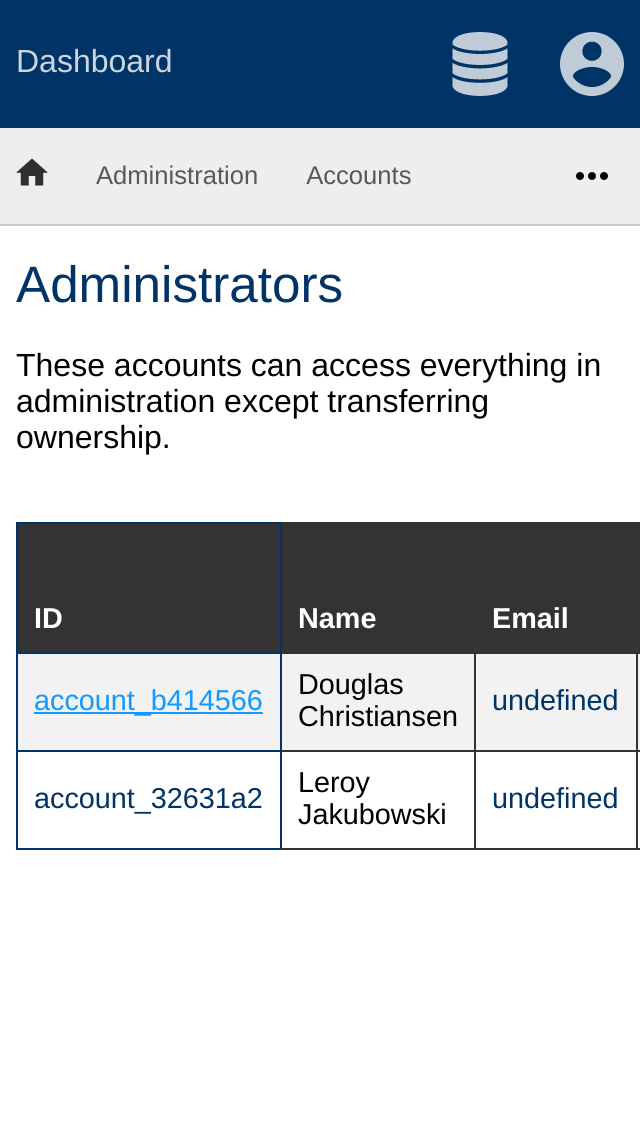 Dashboard
Administration Accounts
Administrators
These accounts can access everything in
administration except transferring
ownership.
ID Name Email
account_b414566 Douglas Christiansen undefined
account_32631a2 Leroy Jakubowski undefined